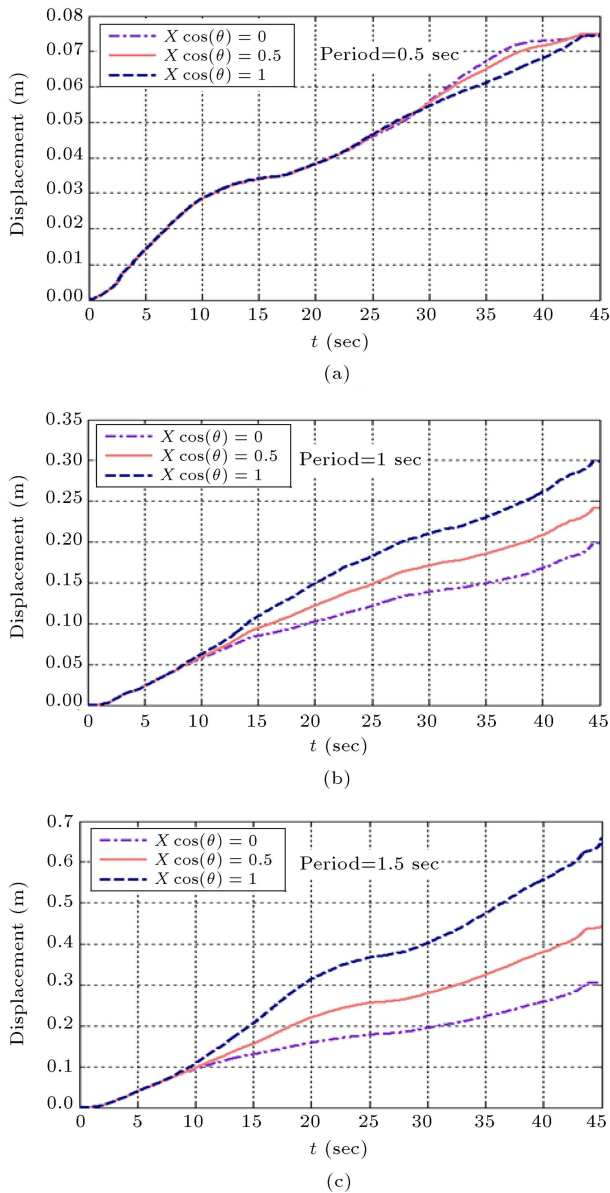 0.08
0.07
0.06
0.05
0.04
0.03
0.02
0.01
0.00
Displacement (m)
X cos(θ) = 0
X cos(θ) = 0.5
X cos(θ) = 1
Period=0.5 sec
0 5 10 15 20 25 30 35 40 45
t (sec)
(a)
0.35
0.30
0.25
0.20
0.15
0.10
0.05
0.00
Displacement (m)
X cos(θ) = 0
X cos(θ) = 0.5
X cos(θ) = 1
Period=1 sec
0 5 10 15 20 25 30 35 40 45
t (sec)
(b)
0.7
0.6
0.5
0.4
0.3
0.2
0.1
0.0
Displacement (m)
X cos(θ) = 0
X cos(θ) = 0.5
X cos(θ) = 1
Period=1.5 sec
0 5 10 15 20 25 30 35 40 45
t (sec)
(c)